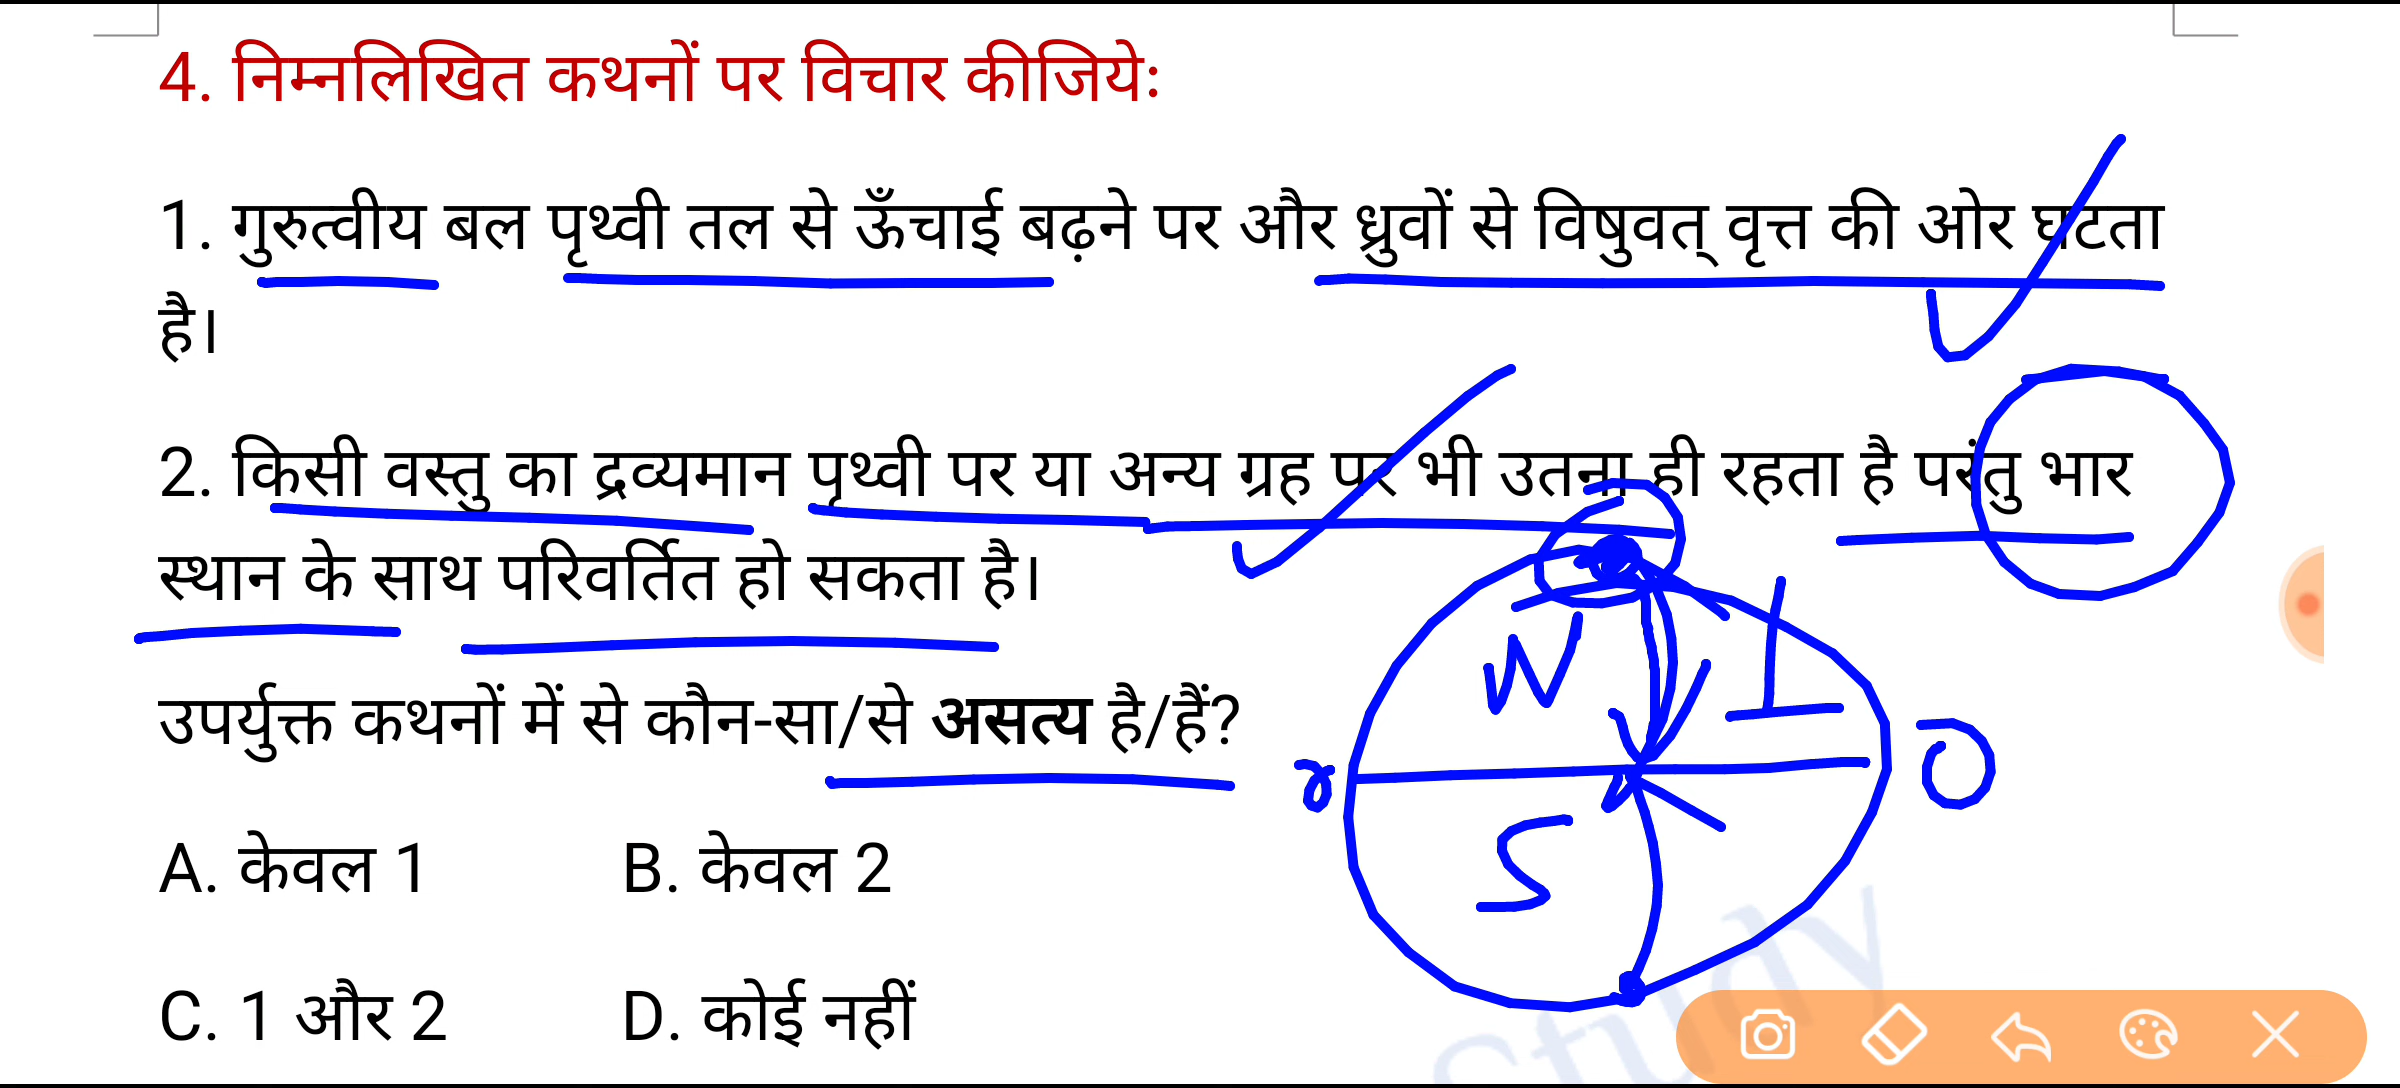 4. निम्नलिखित कथनों पर विचार कीजिये:
1. गुरुत्वीय बल पृथ्वी तल से ऊँचाई बढ़ने पर और ध्रुवों से विषुवत् वृत्त की ओर घटता
है।
2. किसी वस्तु का द्रव्यमान पृथ्वी पर या अन्य ग्रह पर भी उतना ही रहता है परंतु भार
स्थान के साथ परिवर्तित हो सकता है।
N
उपर्युक्त कथनों में से कौन-सा/से असत्य है/हैं?
0
S
A. केवल 1 B. केवल 2
C. 1 और 2 D. कोई नहीं
Study